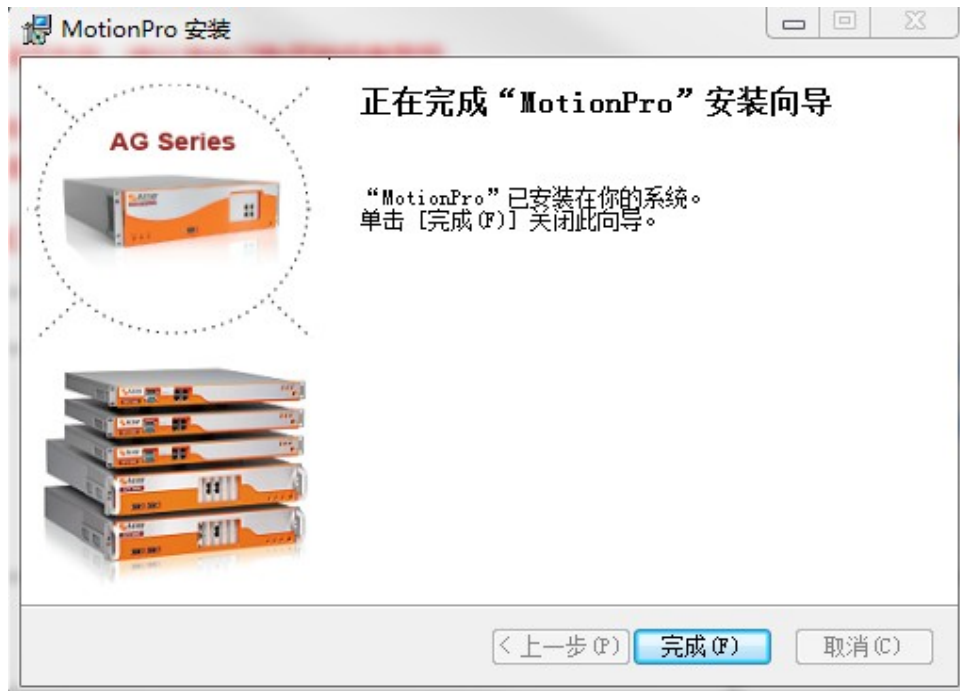 MotionPro 安装
AG Series
正在完成“MotionPro”安装向导
“MotionPro”已安装在你的系统。
单击 [完成(F)] 关闭此向导。
< 上一步(P)
完成(F)
取消(C)